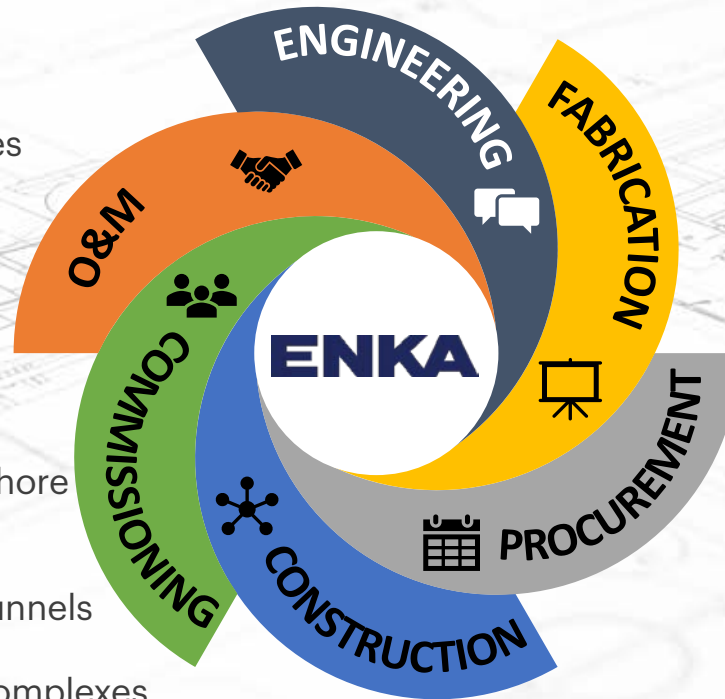 ENGINEERING
FABRICATION
O&M
ENKA
COMMISSIONING
PROCUREMENT
CONSTRUCTION